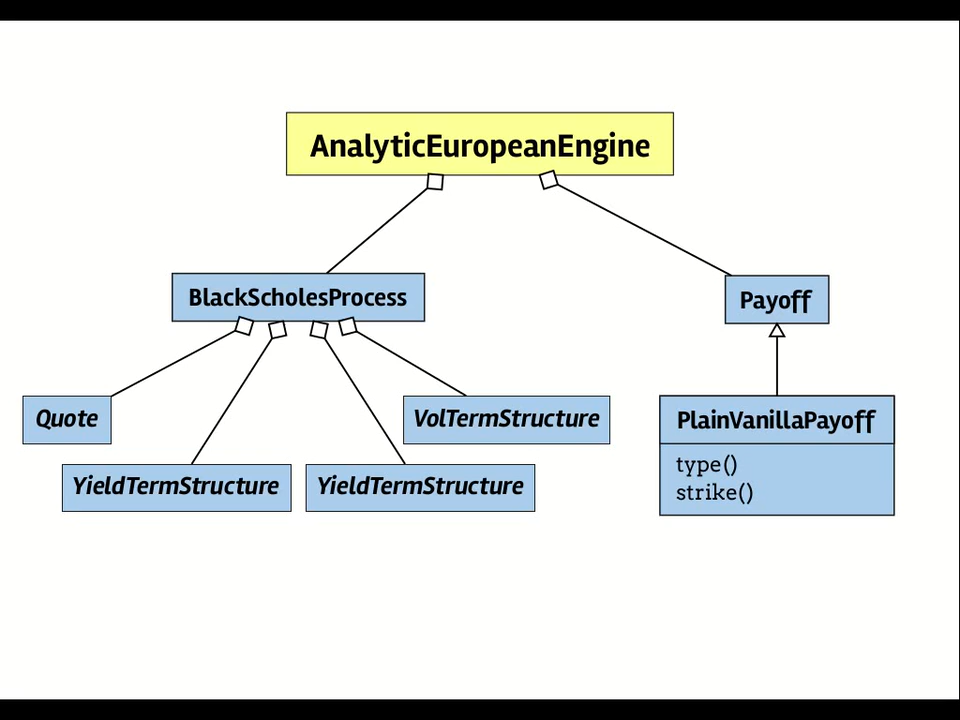 AnalyticEuropeanEngine
BlackScholesProcess
Payoff
Quote
VolTermStructure
PlainVanillaPayoff
type()
strike()
YieldTermStructure
YieldTermStructure